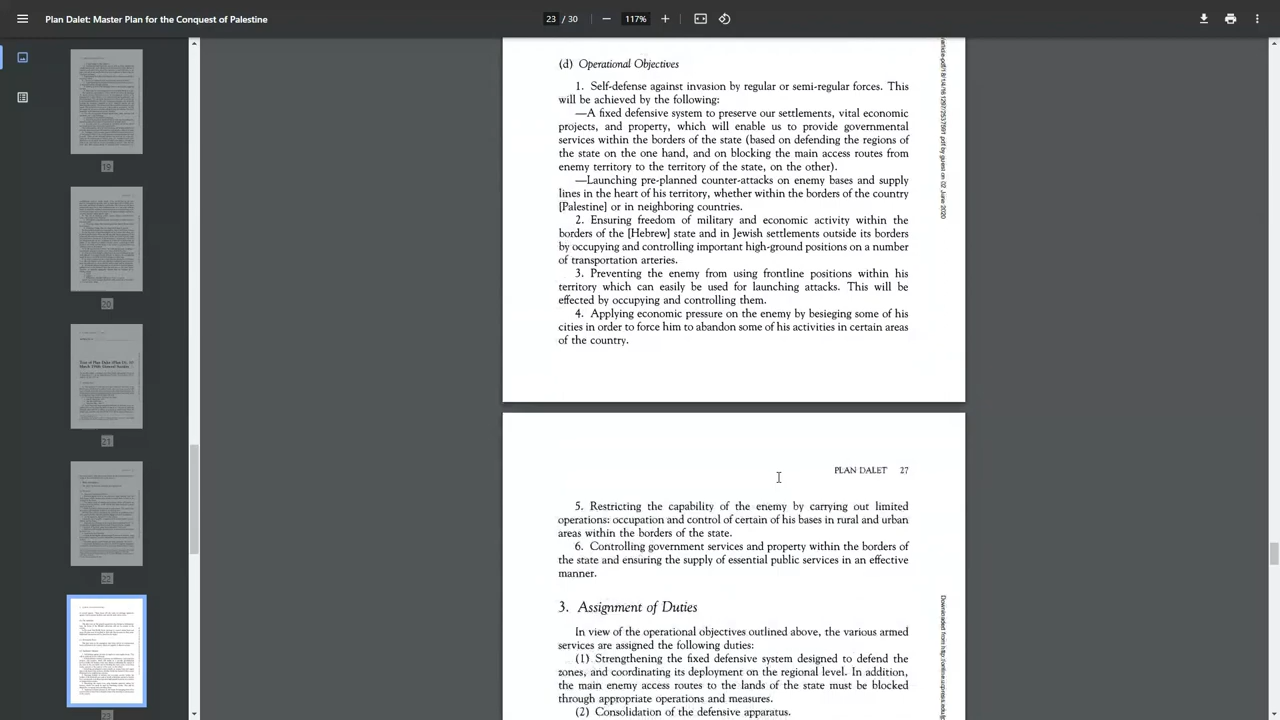 Plan Dalet: Master Plan for the Conquest of Palestine
23 / 30
117%
19
20
21
22
23
(d) Operational Objectives
1. Self-defense against invasion by regular or semi-regular forces. This
will be achieved by the following:
—A fixed defensive system to preserve our settlements, vital economic
projects, and property, which will enable us to provide governmental
services within the borders of the state (based on defending the regions of
the state on the one hand, and on blocking the main access routes from
enemy territory to the territory of the state, on the other).
—Launching pre-planned counter-attacks on enemy bases and supply
lines in the heart of his territory, whether within the borders of the country
[Palestine] or in neighboring countries.
2. Ensuring freedom of military and economic activity within the
borders of the [Hebrew] state and in Jewish settlements outside its borders
by occupying and controlling important high-ground positions on a number
of transportation arteries.
3. Preventing the enemy from using frontline positions within his
territory which can easily be used for launching attacks. This will be
effected by occupying and controlling them.
4. Applying economic pressure on the enemy by besieging some of his
cities in order to force him to abandon some of his activities in certain areas
of the country.
PLAN DALET 27
5. Restricting the capability of the enemy by carrying out limited
operations: occupation and control of certain of his bases in rural and urban
areas within the borders of the state.
6. Controlling government services and property within the borders of
the state and ensuring the supply of essential public services in an effective
manner.
3. Assignment of Duties
In view of the operational objectives outlined above, the various armed
services are assigned the following duties:
(1) Strengthening the fixed defensive system designed to defend the
zones, and coordinating its deployment on the regional level. In addition,
the main enemy access routes to the lands of the state must be blocked
through appropriate operations and measures.
(2) Consolidation of the defensive apparatus.
by guest on 02 June 2020
Downloaded from